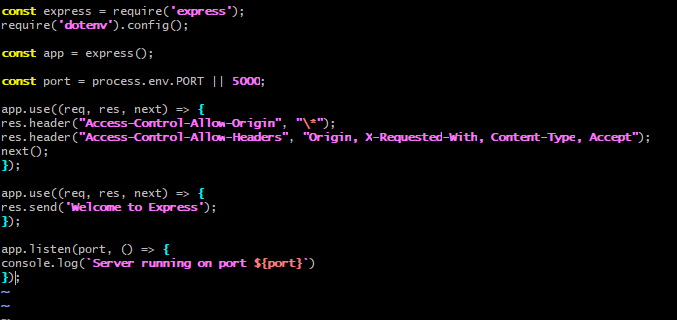 const express = require('express');
require('dotenv').config();
const app = express();
const port = process.env.PORT || 5000;
app.use((req, res, next) => {
res.header("Access-Control-Allow-Origin", "\*");
res.header("Access-Control-Allow-Headers", "Origin, X-Requested-With, Content-Type, Accept");
next();
});
app.use((req, res, next) => {
res.send('Welcome to Express');
});
app.listen(port, () => {
console.log(`Server running on port ${port}`)
});
~
~
~